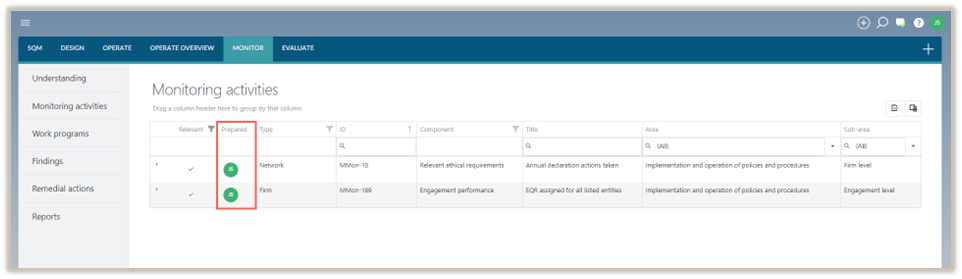 ? JS
SQM DESIGN OPERATE OPERATE OVERVIEW MONITOR EVALUATE
Understanding
Monitoring activities
Work programs
Findings
Remedial actions
Reports
Monitoring activities
Drag a column header here to group by that column
Relevant Prepared Type ID 1 Component Title Area Sub-area
(All) (All)
JS Network MMon-10 Relevant ethical requirements Annual declaration actions taken Implementation and operation of policies and procedures Firm level
JS Firm MMon-189 Engagement performance EQR assigned for all listed entities Implementation and operation of policies and procedures Engagement level